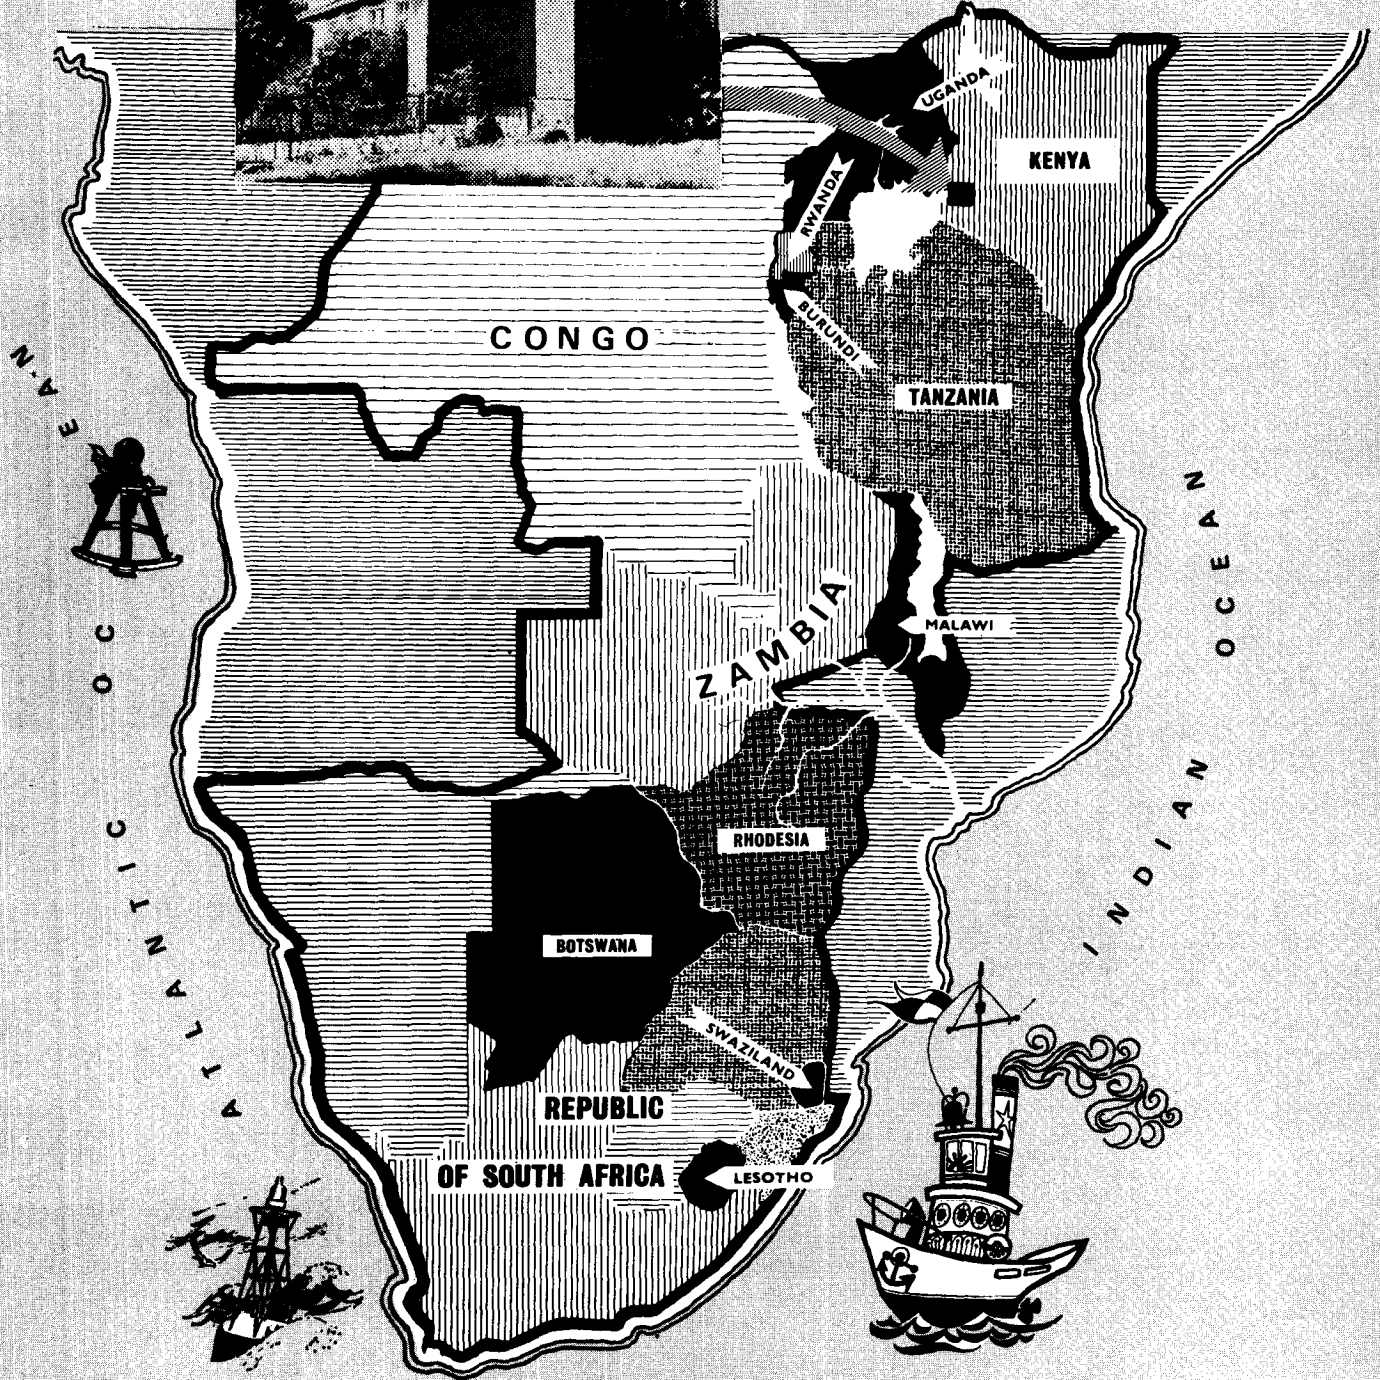 UGANDA
KENYA
RWANDA
BURUNDI
CONGO
TANZANIA
ZAMBIA
MALAWI
RHODESIA
BOTSWANA
SWAZILAND
REPUBLIC
OF SOUTH AFRICA
LESOTHO
ATLANTIC OCEAN
INDIAN OCEAN